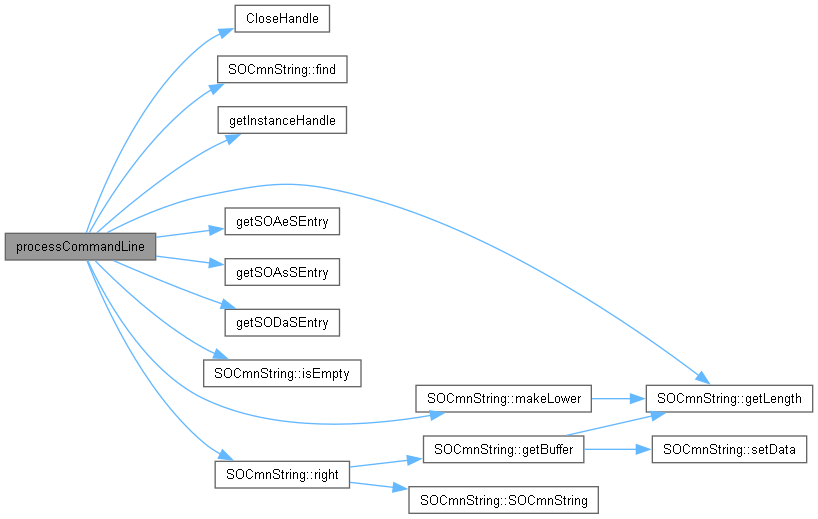 CloseHandle
SOCmnString::find
getInstanceHandle
processCommandLine
getSOAeSEntry
getSOAsSEntry
getSODaSEntry
SOCmnString::isEmpty
SOCmnString::makeLower
SOCmnString::getLength
SOCmnString::getBuffer
SOCmnString::setData
SOCmnString::right
SOCmnString::SOCmnString